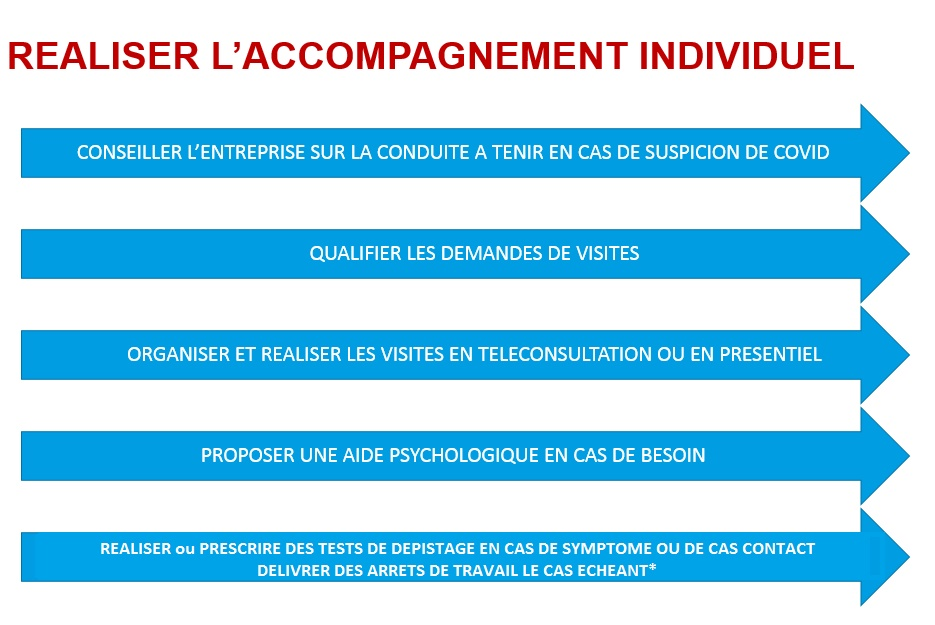 REALISER L’ACCOMPAGNEMENT INDIVIDUEL
CONSEILLER L’ENTREPRISE SUR LA CONDUITE A TENIR EN CAS DE SUSPICION DE COVID
QUALIFIER LES DEMANDES DE VISITES
ORGANISER ET REALISER LES VISITES EN TELECONSULTATION OU EN PRESENTIEL
PROPOSER UNE AIDE PSYCHOLOGIQUE EN CAS DE BESOIN
REALISER ou PRESCRIRE DES TESTS DE DEPISTAGE EN CAS DE SYMPTOME OU DE CAS CONTACT
DELIVRER DES ARRETS DE TRAVAIL LE CAS ECHEANT*